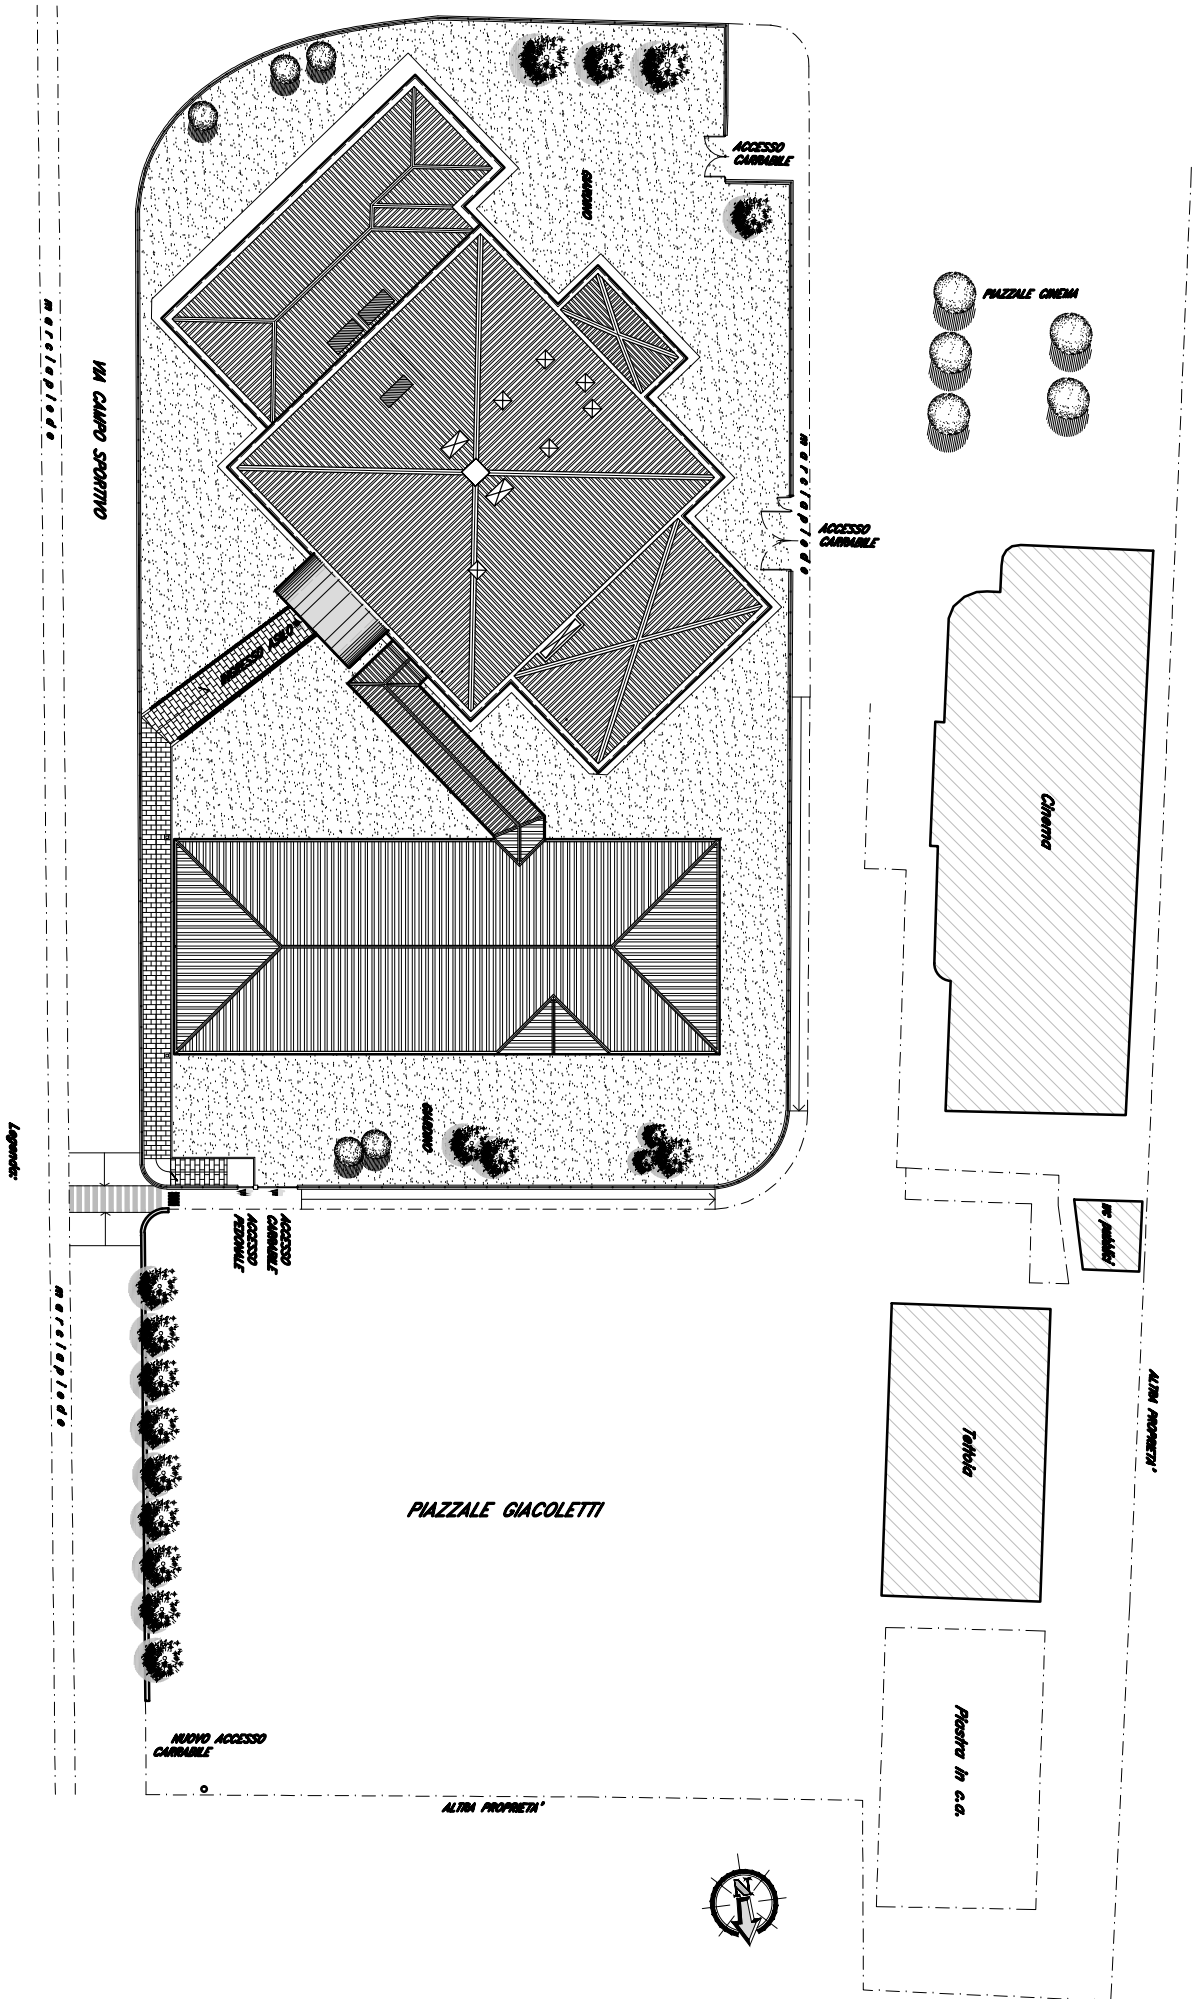 ACCESSO
CARRABILE
GIARDINO
PIAZZALE CINEMA
marciapiede
VIA CAMPO SPORTIVO
marciapiede
ACCESSO
CARRABILE
INGRESSO ASILO
Cinema
GIARDINO
Legenda:
ACCESSO
PEDONALE
ACCESSO
CARRABILE
WC pubblici
marciapiede
ALTRA PROPRIETA'
Tettoia
PIAZZALE GIACOLETTI
Piastra in c.a.
NUOVO ACCESSO
CARRABILE
ALTRA PROPRIETA'
N